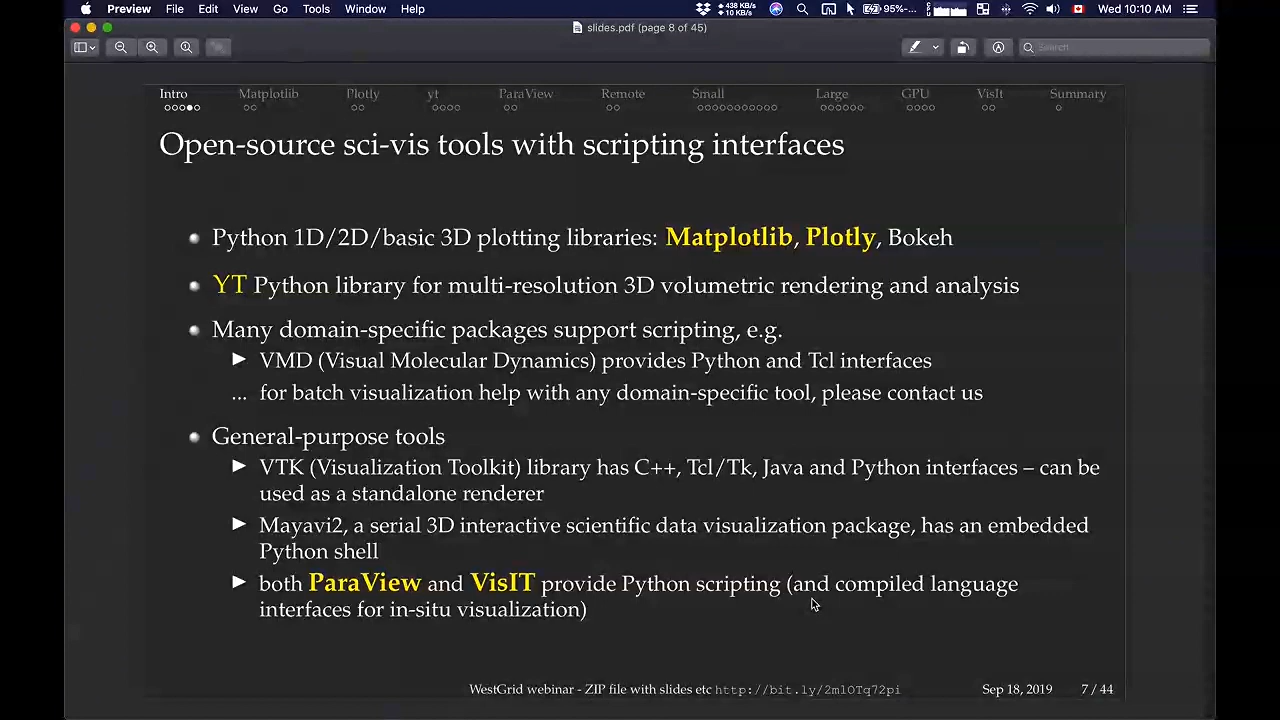 Preview File Edit View Go Tools Window Help 438 KB/s 10 KB/s 95%... Wed 10:10 AM
slides.pdf (page 8 of 45)
Search
Intro Matplotlib Plotly yt ParaView Remote Small Large GPU VisIt Summary
Open-source sci-vis tools with scripting interfaces
Python 1D/2D/basic 3D plotting libraries: Matplotlib, Plotly, Bokeh
YT Python library for multi-resolution 3D volumetric rendering and analysis
Many domain-specific packages support scripting, e.g.
VMD (Visual Molecular Dynamics) provides Python and Tcl interfaces
... for batch visualization help with any domain-specific tool, please contact us
General-purpose tools
VTK (Visualization Toolkit) library has C++, Tcl/Tk, Java and Python interfaces – can be
used as a standalone renderer
Mayavi2, a serial 3D interactive scientific data visualization package, has an embedded
Python shell
both ParaView and VisIT provide Python scripting (and compiled language
interfaces for in-situ visualization)
WestGrid webinar - ZIP file with slides etc http://bit.ly/2mlOTq72pi Sep 18, 2019 7 / 44